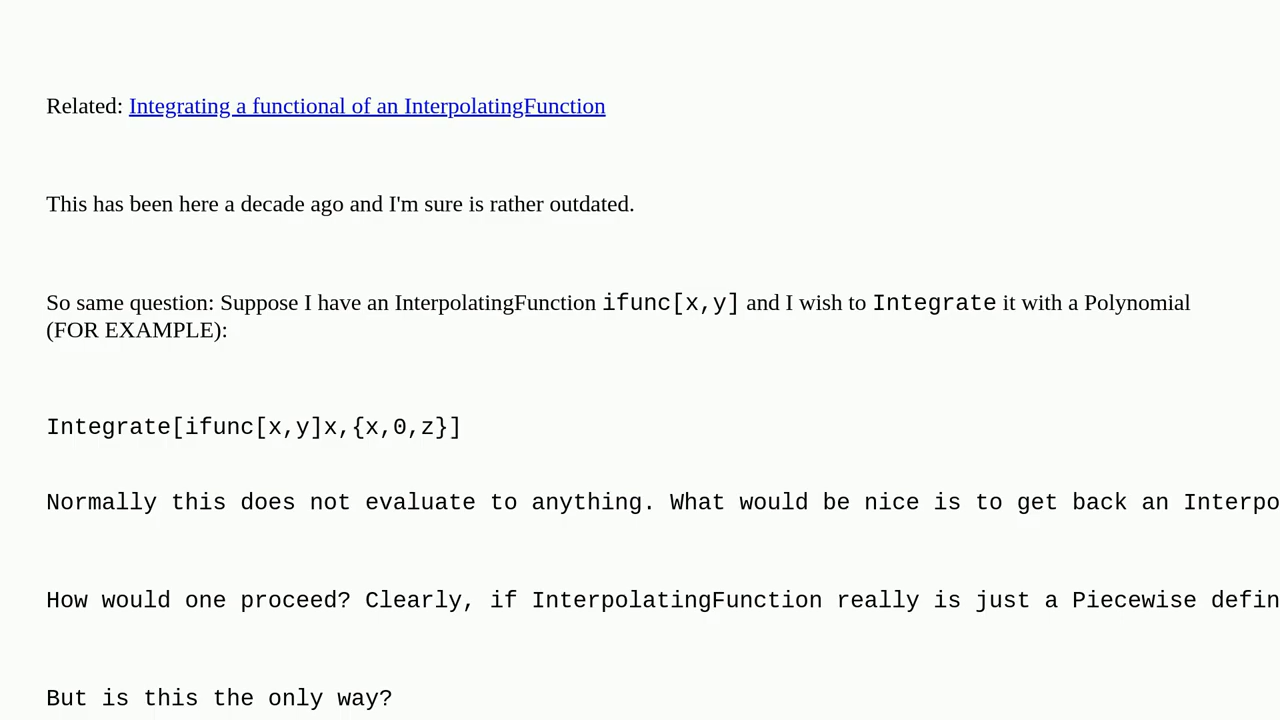 Related: Integrating a functional of an InterpolatingFunction
This has been here a decade ago and I'm sure is rather outdated.
So same question: Suppose I have an InterpolatingFunction ifunc[x,y] and I wish to Integrate it with a Polynomial
(FOR EXAMPLE):
Integrate[ifunc[x,y]x,{x,0,z}]
Normally this does not evaluate to anything. What would be nice is to get back an Interpo
How would one proceed? Clearly, if InterpolatingFunction really is just a Piecewise defin
But is this the only way?